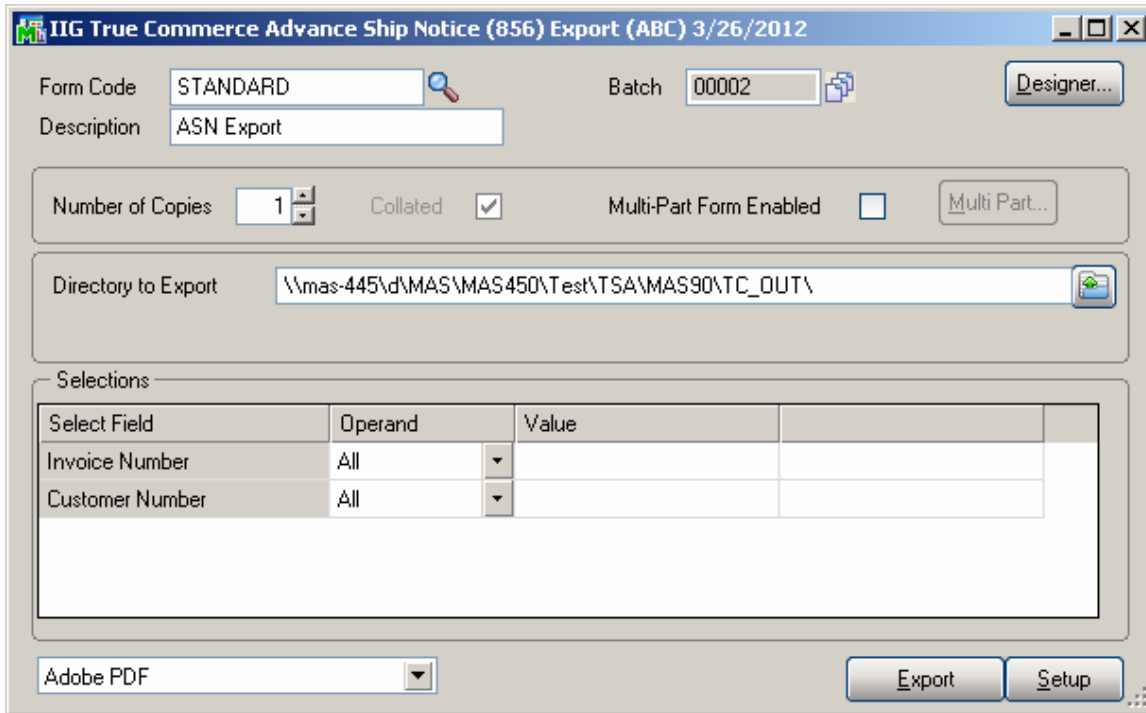 IIG True Commerce Advance Ship Notice (856) Export (ABC) 3/26/2012
Form Code STANDARD Batch 00002 Designer...
Description ASN Export
Number of Copies 1 Collated Multi-Part Form Enabled Multi Part...
Directory to Export \\mas-445\d\MAS\MAS450\Test\TSA\MAS90\TC_OUT\
Selections
Select Field Operand Value
Invoice Number All
Customer Number All
Adobe PDF Export Setup